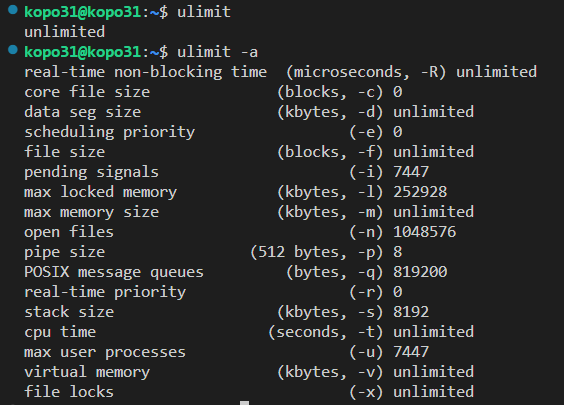 kopo31@kopo31:~$ ulimit
unlimited
kopo31@kopo31:~$ ulimit -a
real-time non-blocking time  (microseconds, -R) unlimited
core file size              (blocks, -c) 0
data seg size               (kbytes, -d) unlimited
scheduling priority                 (-e) 0
file size                   (blocks, -f) unlimited
pending signals                     (-i) 7447
max locked memory           (kbytes, -l) 252928
max memory size             (kbytes, -m) unlimited
open files                          (-n) 1048576
pipe size                (512 bytes, -p) 8
POSIX message queues         (bytes, -q) 819200
real-time priority                  (-r) 0
stack size                  (kbytes, -s) 8192
cpu time                   (seconds, -t) unlimited
max user processes                  (-u) 7447
virtual memory              (kbytes, -v) unlimited
file locks                          (-x) unlimited